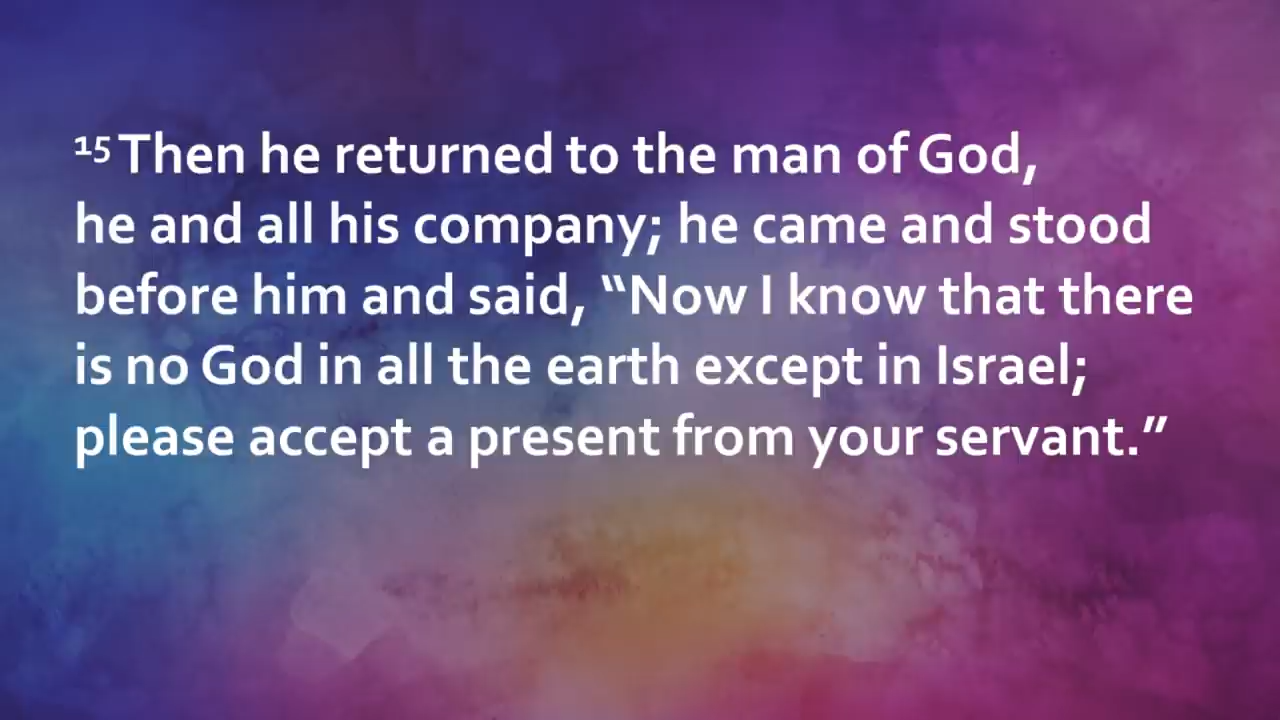 15 Then he returned to the man of God,
he and all his company; he came and stood
before him and said, “Now I know that there
is no God in all the earth except in Israel;
please accept a present from your servant.”